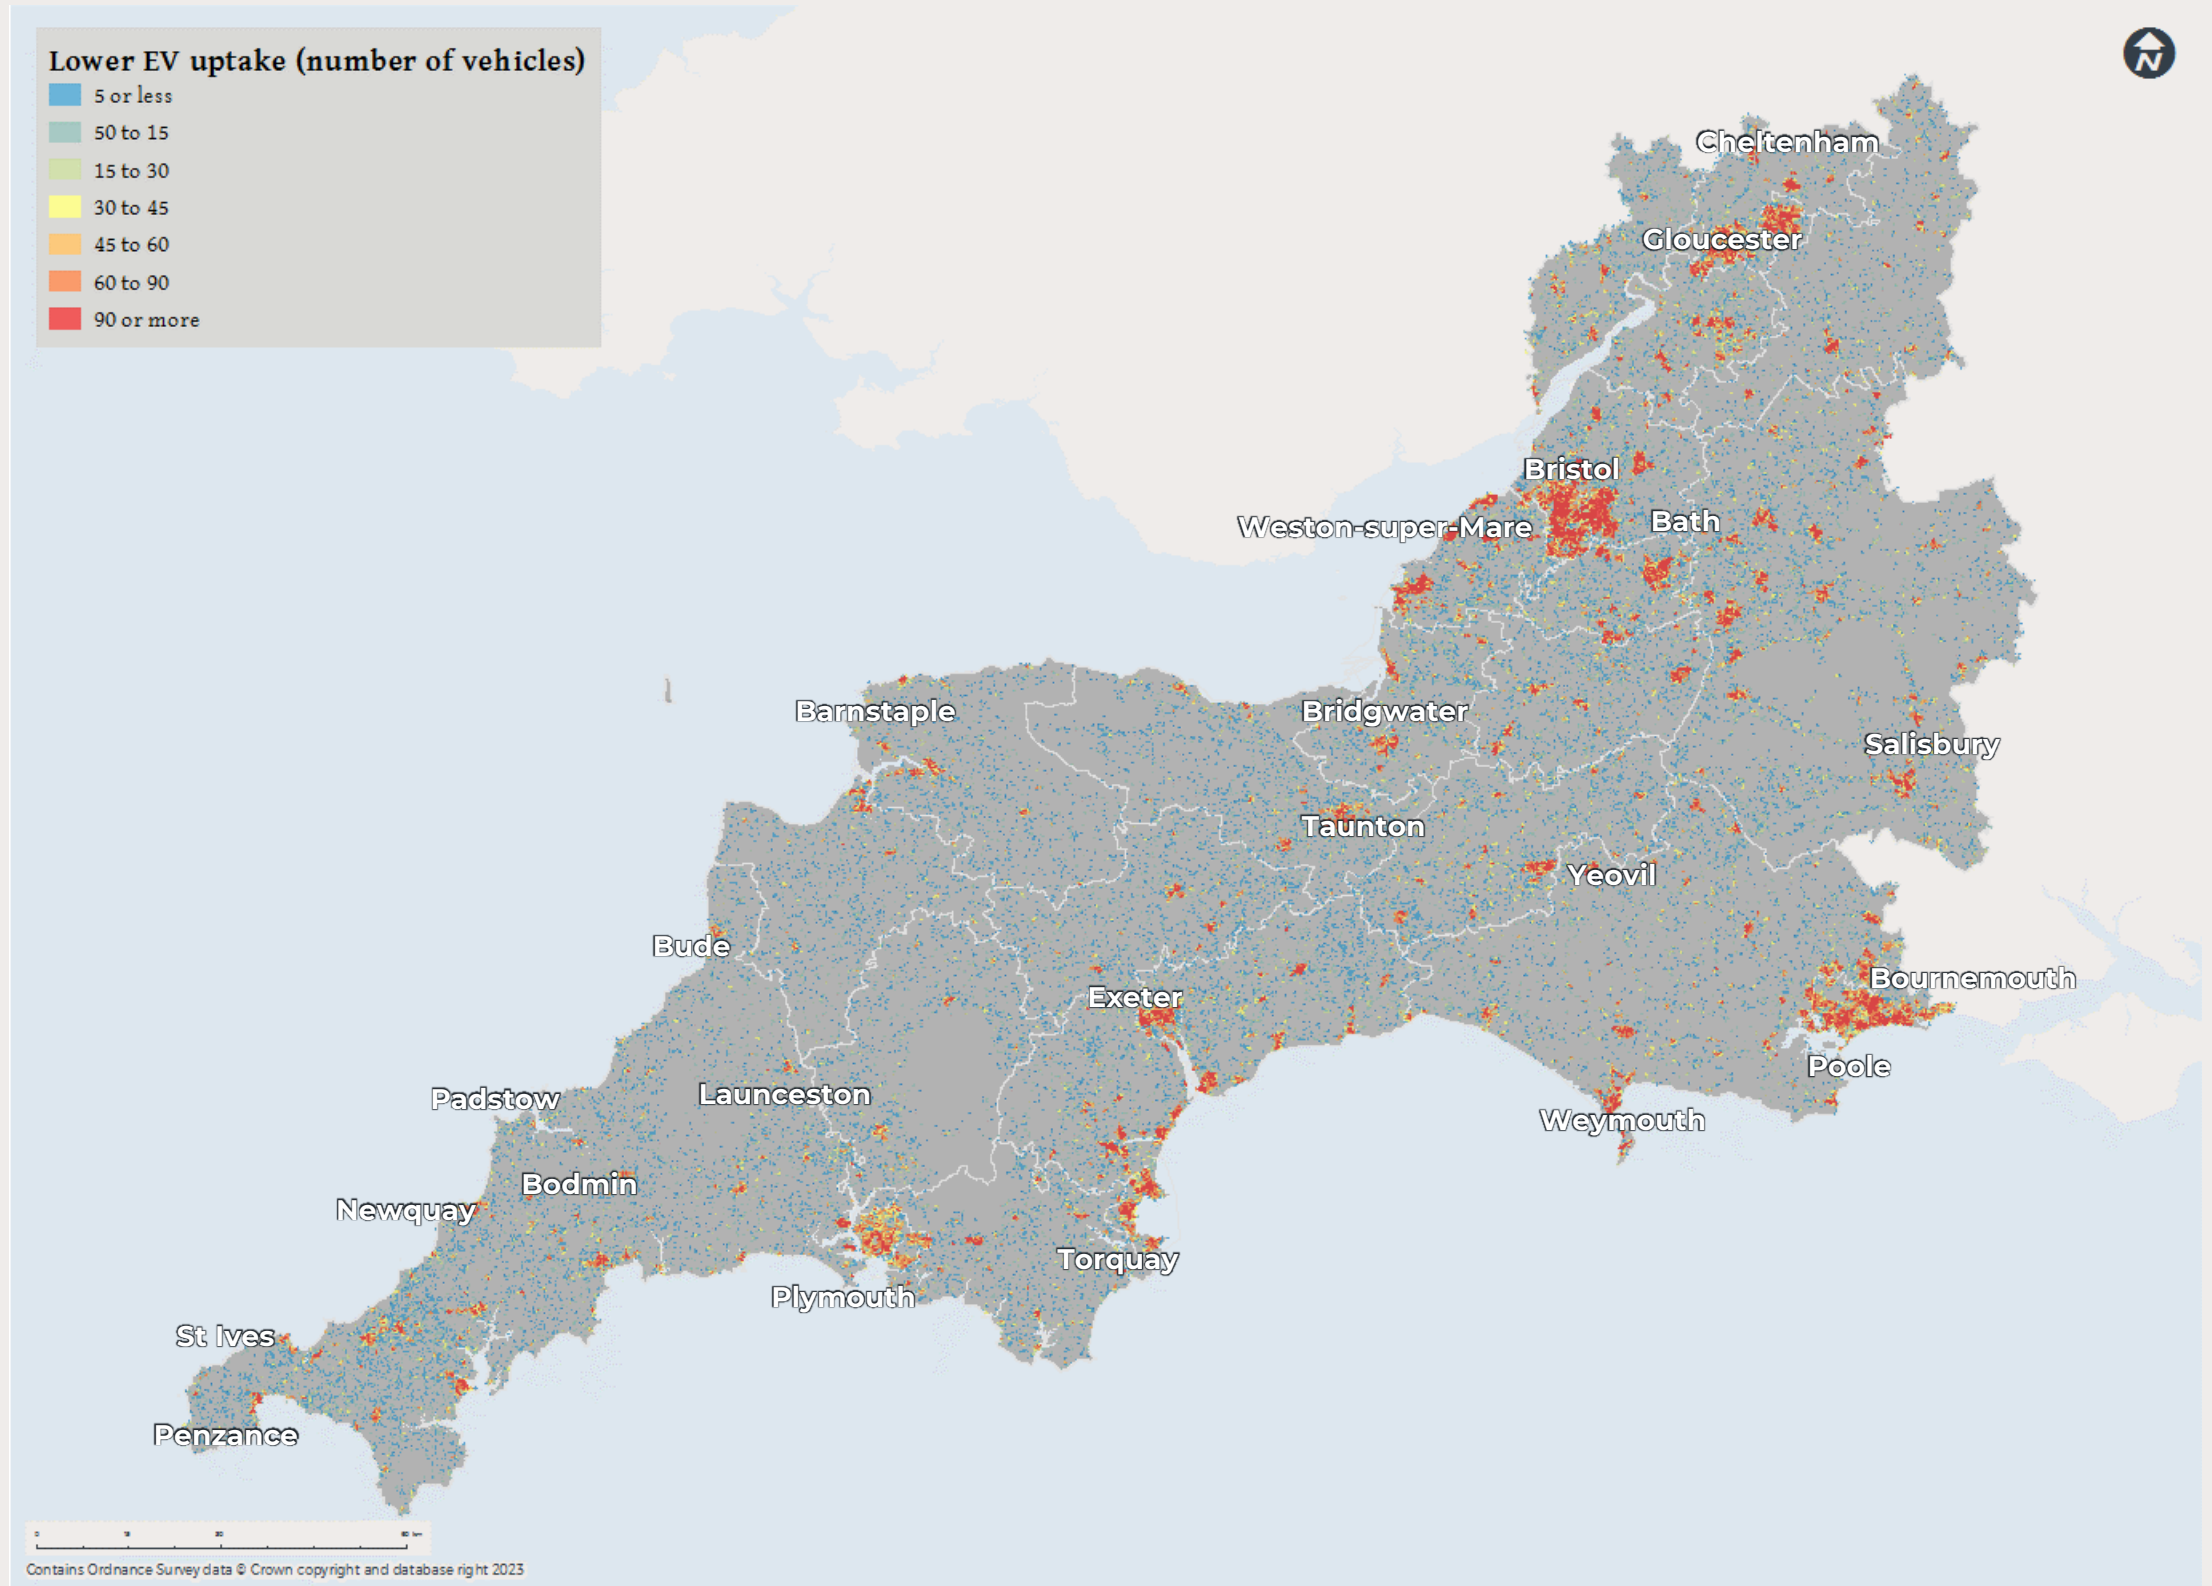 Lower EV uptake (number of vehicles)
5 or less
50 to 15
15 to 30
30 to 45
45 to 60
60 to 90
90 or more
N
Cheltenham
Gloucester
Bristol
Weston-super-Mare
Bath
Barnstaple
Bridgwater
Salisbury
Taunton
Yeovil
Bude
Bournemouth
Exeter
Poole
Launceston
Padstow
Weymouth
Bodmin
Newquay
Torquay
Plymouth
St Ives
Penzance
Contains Ordnance Survey data © Crown copyright and database right 2023